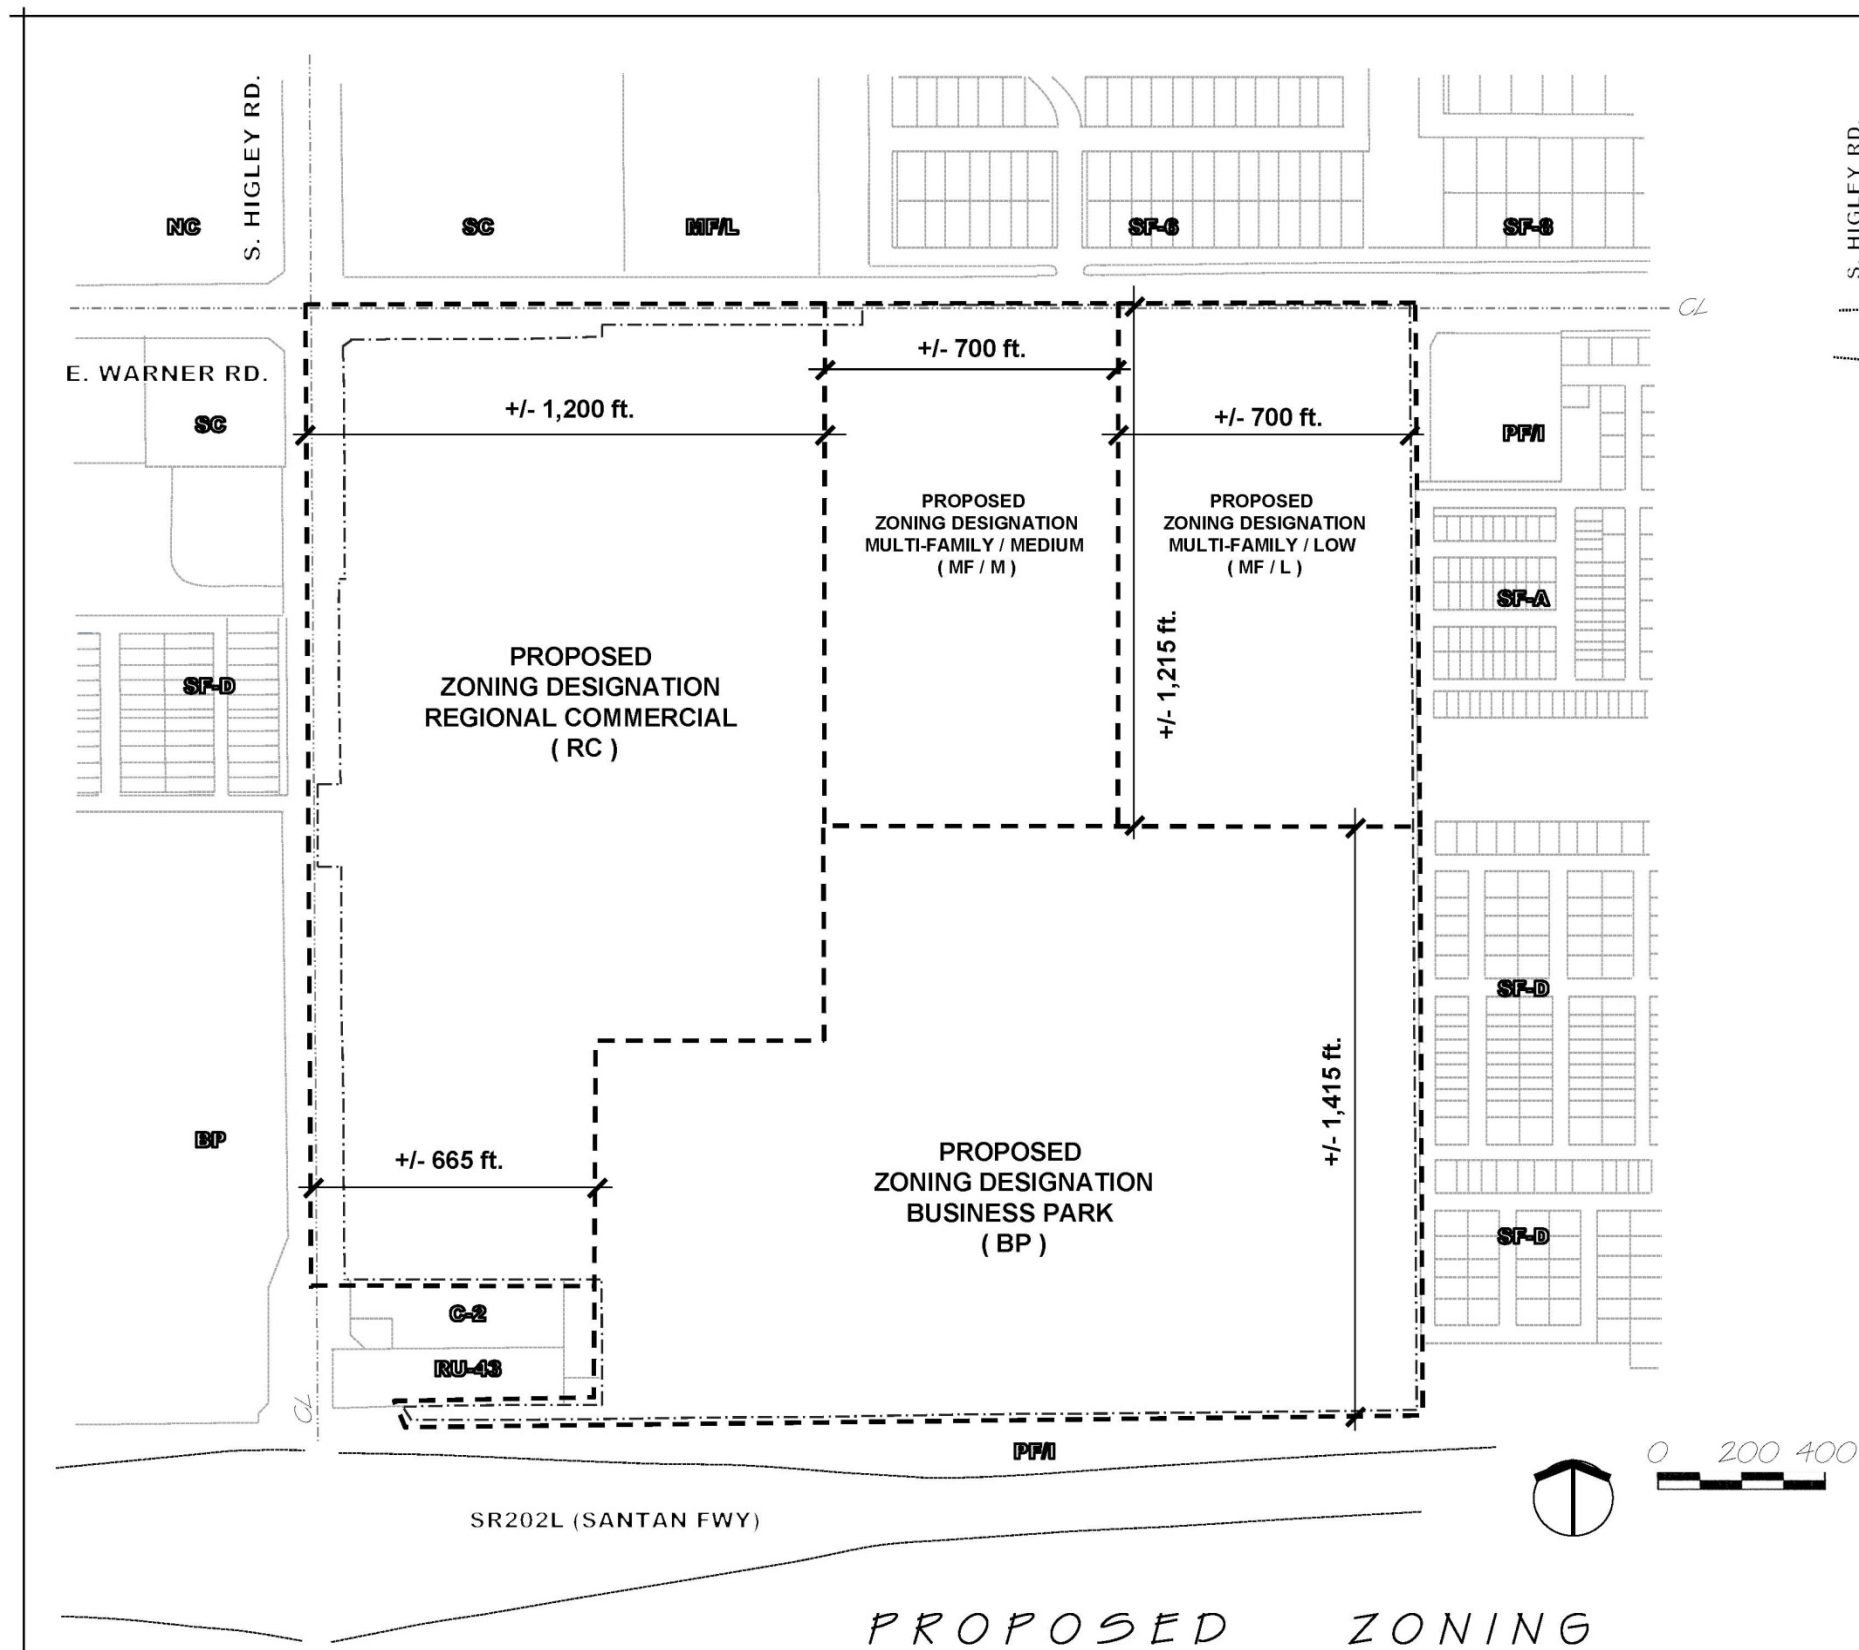 S. HIGLEY RD.
S. HIGLEY RD.
NC
SC
MF/L
SF-6
SF-8
CL
E. WARNER RD.
+/- 700 ft.
+/- 1,200 ft.
+/- 700 ft.
SC
PF/I
PROPOSED
ZONING DESIGNATION
MULTI-FAMILY / MEDIUM
( MF / M )
PROPOSED
ZONING DESIGNATION
MULTI-FAMILY / LOW
( MF / L )
SF-A
+/- 1,215 ft.
PROPOSED
ZONING DESIGNATION
REGIONAL COMMERCIAL
( RC )
SF-D
SF-D
+/- 1,415 ft.
BP
+/- 665 ft.
PROPOSED
ZONING DESIGNATION
BUSINESS PARK
( BP )
SF-D
C-2
RU-43
CL
PF/I
0 200 400
SR202L (SANTAN FWY)
PROPOSED ZONING